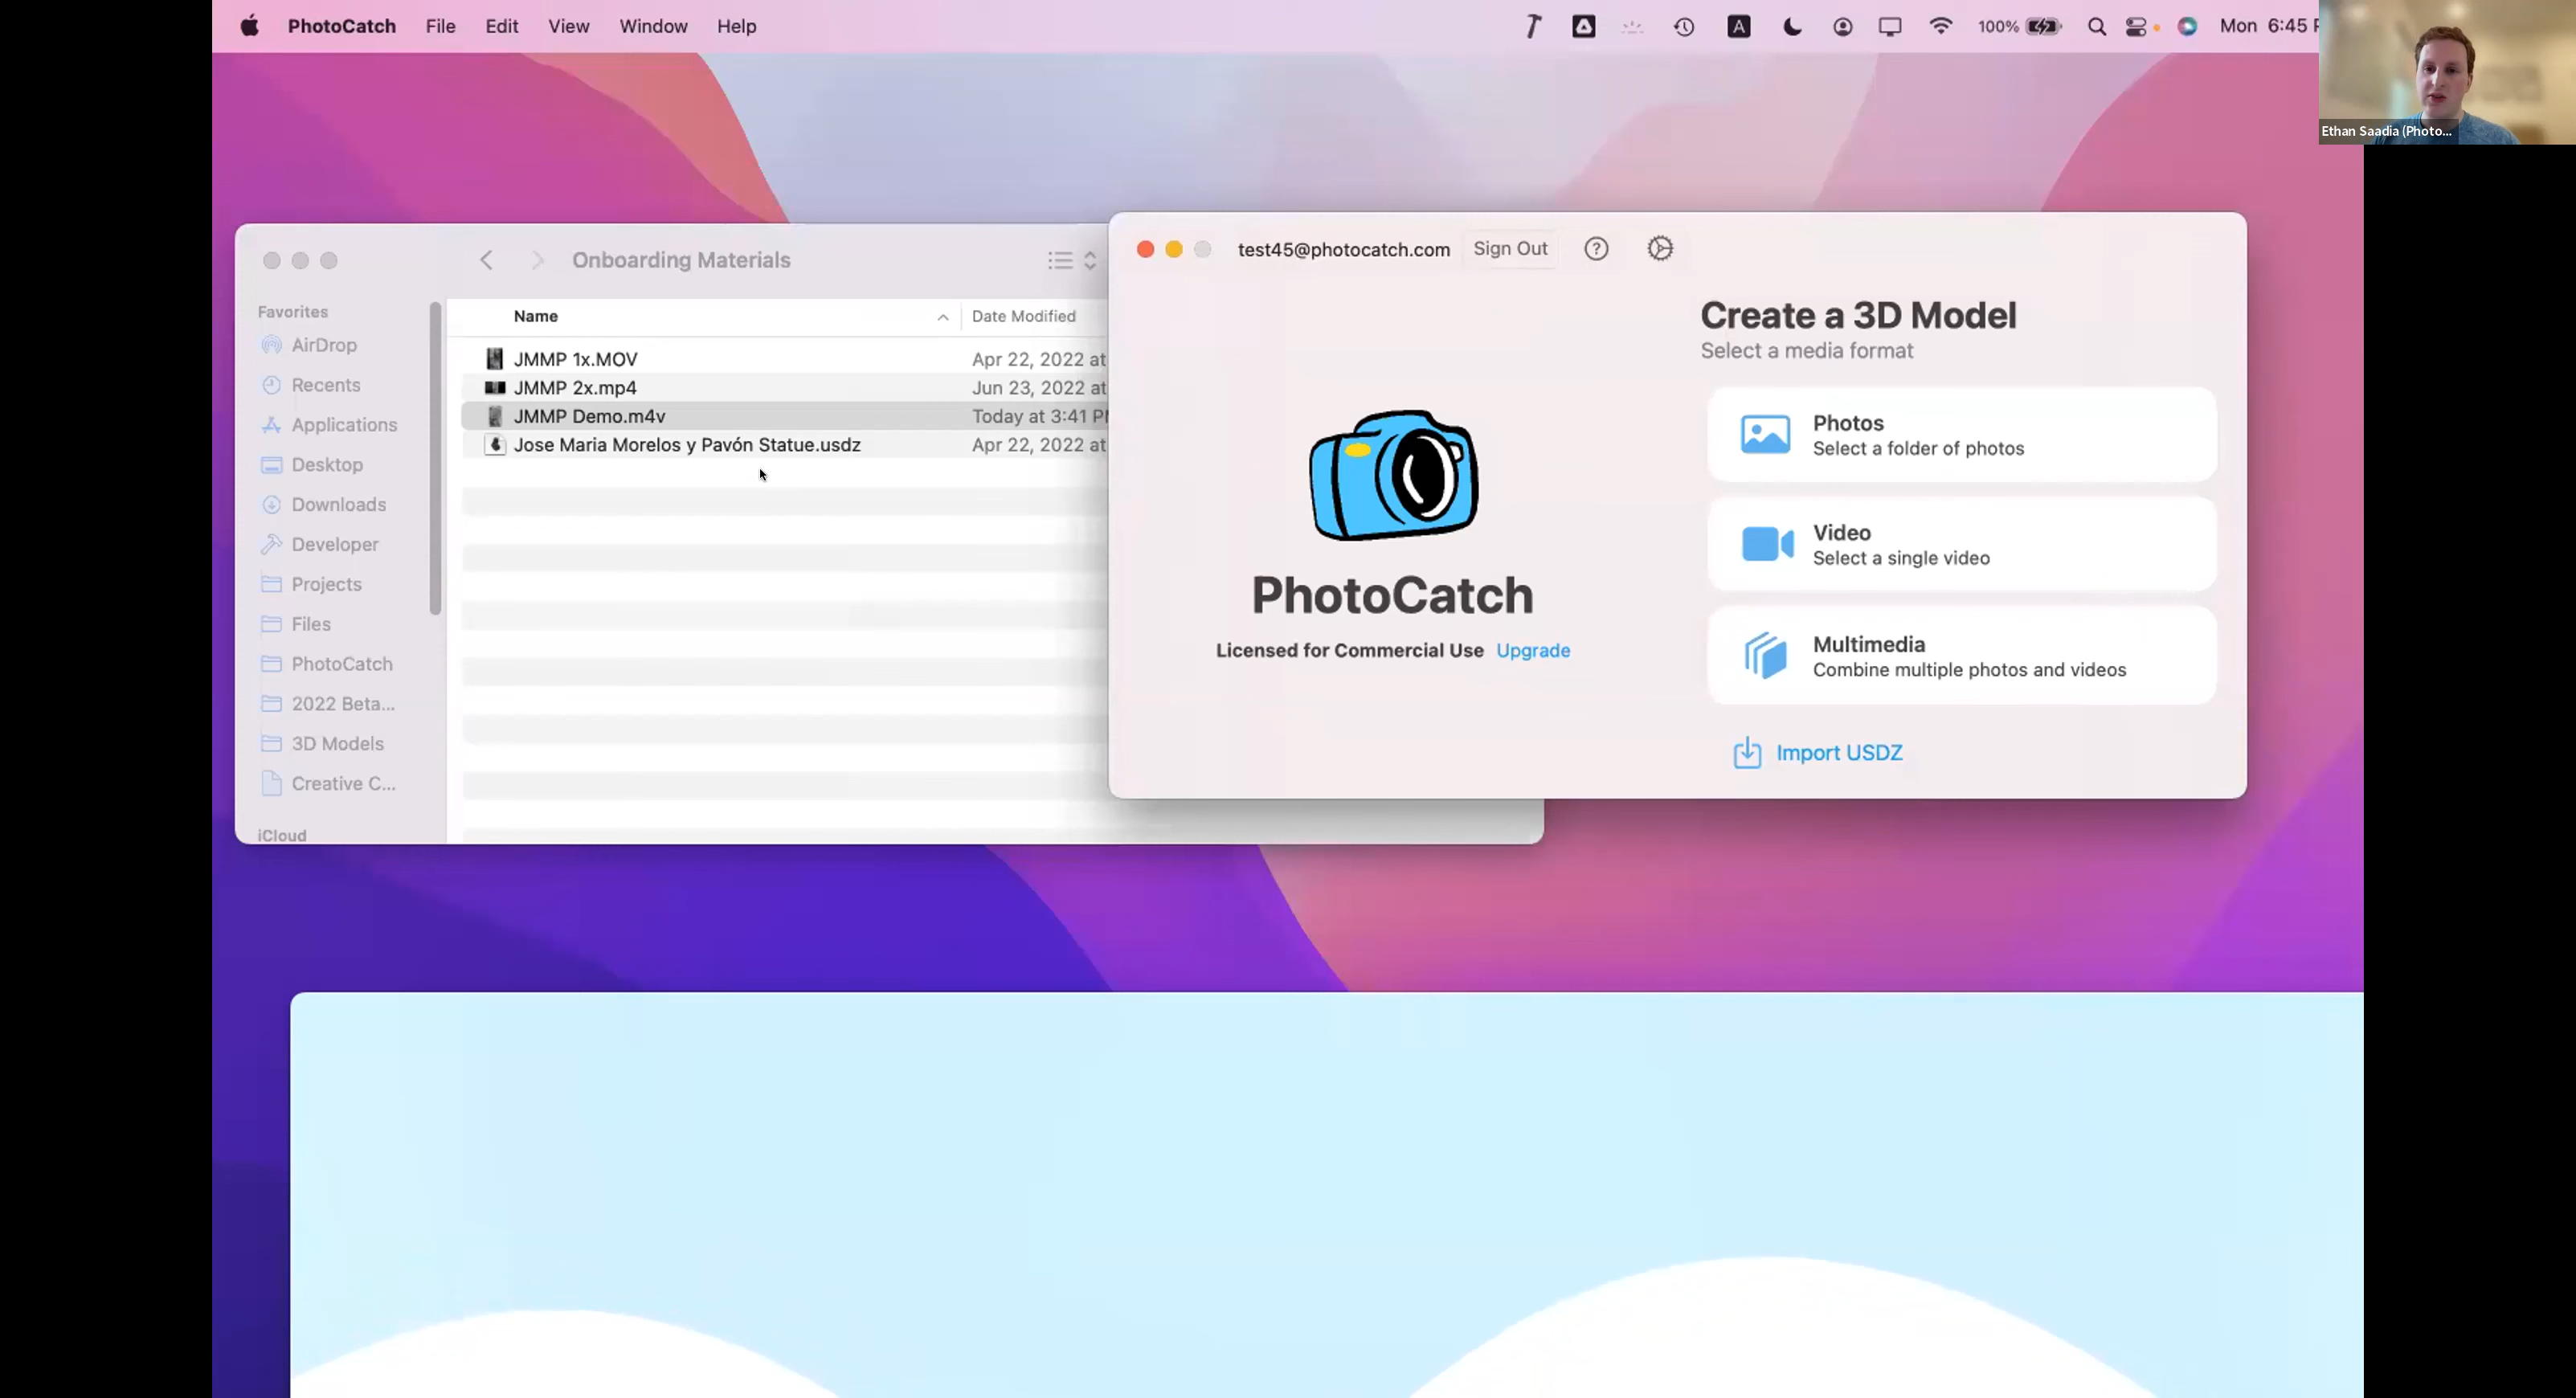 PhotoCatch File Edit View Window Help A 100% Mon 6:45
Ethan Saadia (Photo...
Onboarding Materials
Favorites
AirDrop
Recents
Applications
Desktop
Downloads
Developer
Projects
Files
PhotoCatch
2022 Beta...
3D Models
Creative C...
iCloud
Name Date Modified
JMMP 1x.MOV Apr 22, 2022 at
JMMP 2x.mp4 Jun 23, 2022 at
JMMP Demo.m4v Today at 3:41 P
Jose Maria Morelos y Pavón Statue.usdz Apr 22, 2022 at
test45@photocatch.com Sign Out ?
PhotoCatch
Licensed for Commercial Use Upgrade
Create a 3D Model
Select a media format
Photos
Select a folder of photos
Video
Select a single video
Multimedia
Combine multiple photos and videos
Import USDZ